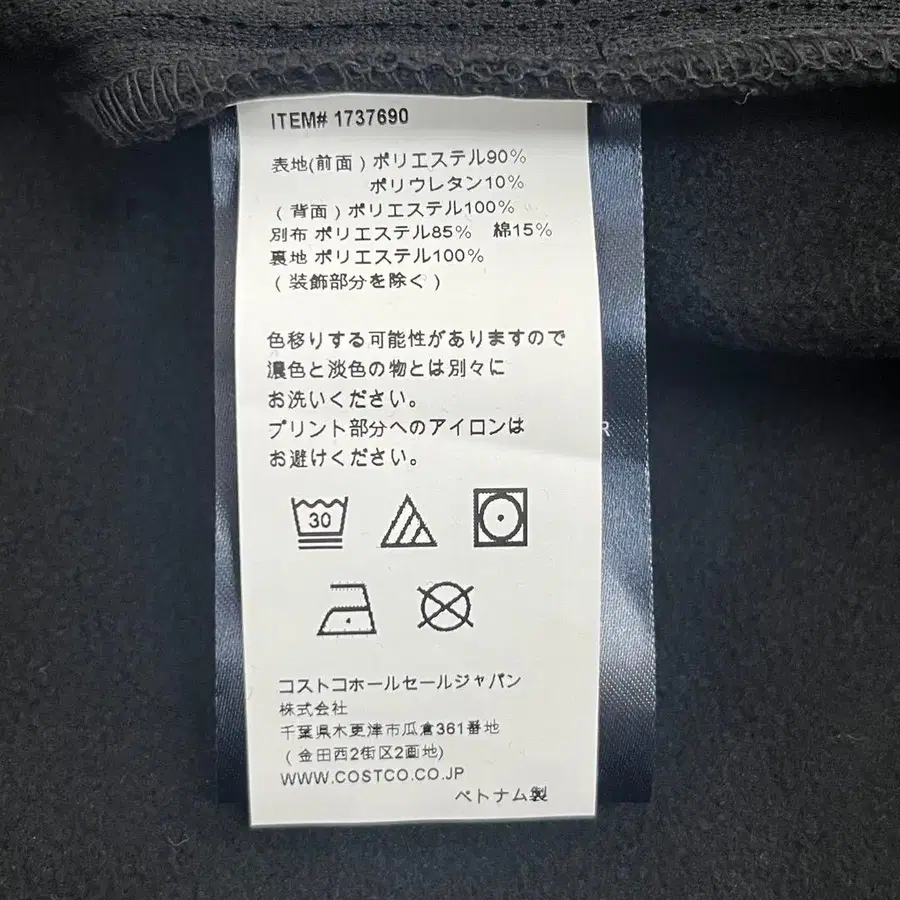 ITEM# 1737690
表地(前面)ポリエステル90%
ポリウレタン10%
(背面)ポリエステル100%
別布 ポリエステル85% 綿15%
裏地 ポリエステル100%
(装飾部分を除く)
色移りする可能性がありますので
濃色と淡色の物とは別々に
お洗いください。
プリント部分へのアイロンは
お避けください。
R
30
コストコホールセールジャパン
株式会社
千葉県木更津市瓜倉361番地
(金田西2街区2画地)
WWW.COSTCO.CO.JP
ベトナム製